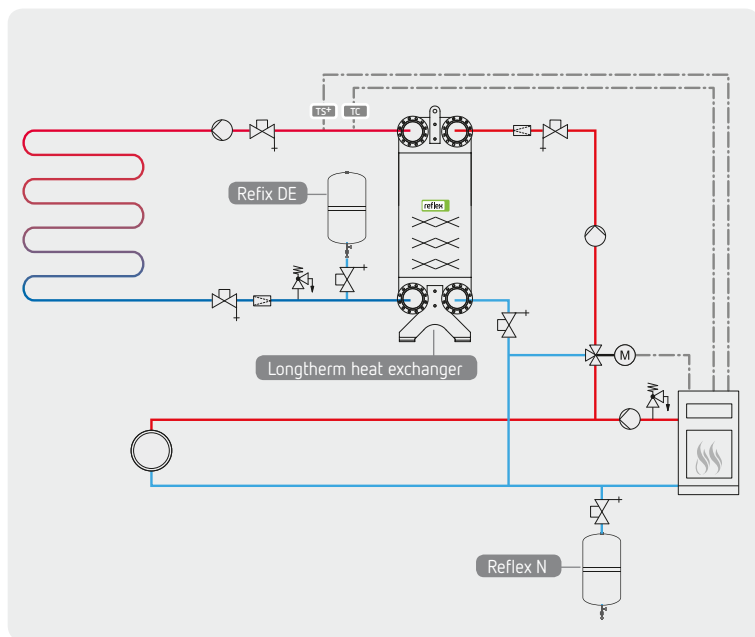 TS+
TC
Refix DE
reflex
Longtherm heat exchanger
M
Reflex N